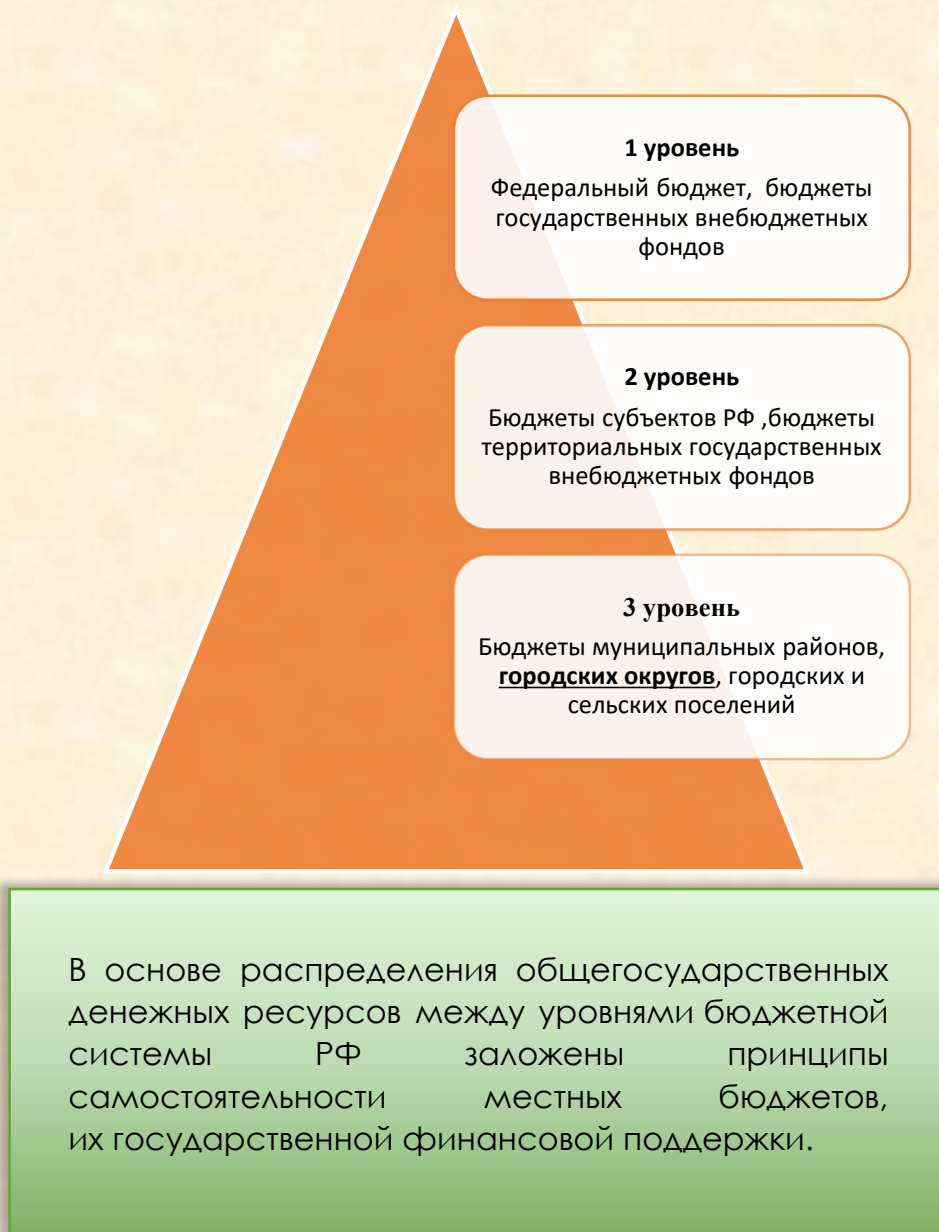 1 уровень
Федеральный бюджет, бюджеты
государственных внебюджетных
фондов
2 уровень
Бюджеты субъектов РФ ,бюджеты
территориальных государственных
внебюджетных фондов
3 уровень
Бюджеты муниципальных районов,
городских округов, городских и
сельских поселений
В основе распределения общегосударственных
денежных ресурсов между уровнями бюджетной
системы РФ заложены принципы
самостоятельности местных бюджетов,
их государственной финансовой поддержки.